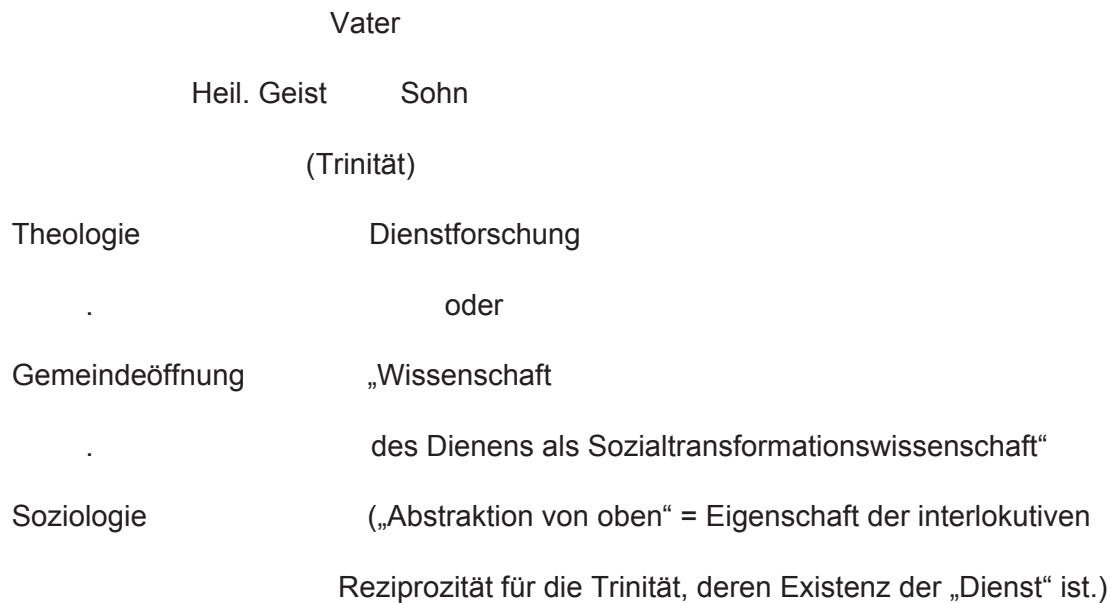 Vater
Heil. Geist Sohn
(Trinität)
Theologie Dienstforschung
. oder
Gemeindeöffnung „Wissenschaft
. des Dienens als Sozialtransformationswissenschaft“
Soziologie („Abstraktion von oben“ = Eigenschaft der interlokutiven
Reziprozität für die Trinität, deren Existenz der „Dienst“ ist.)